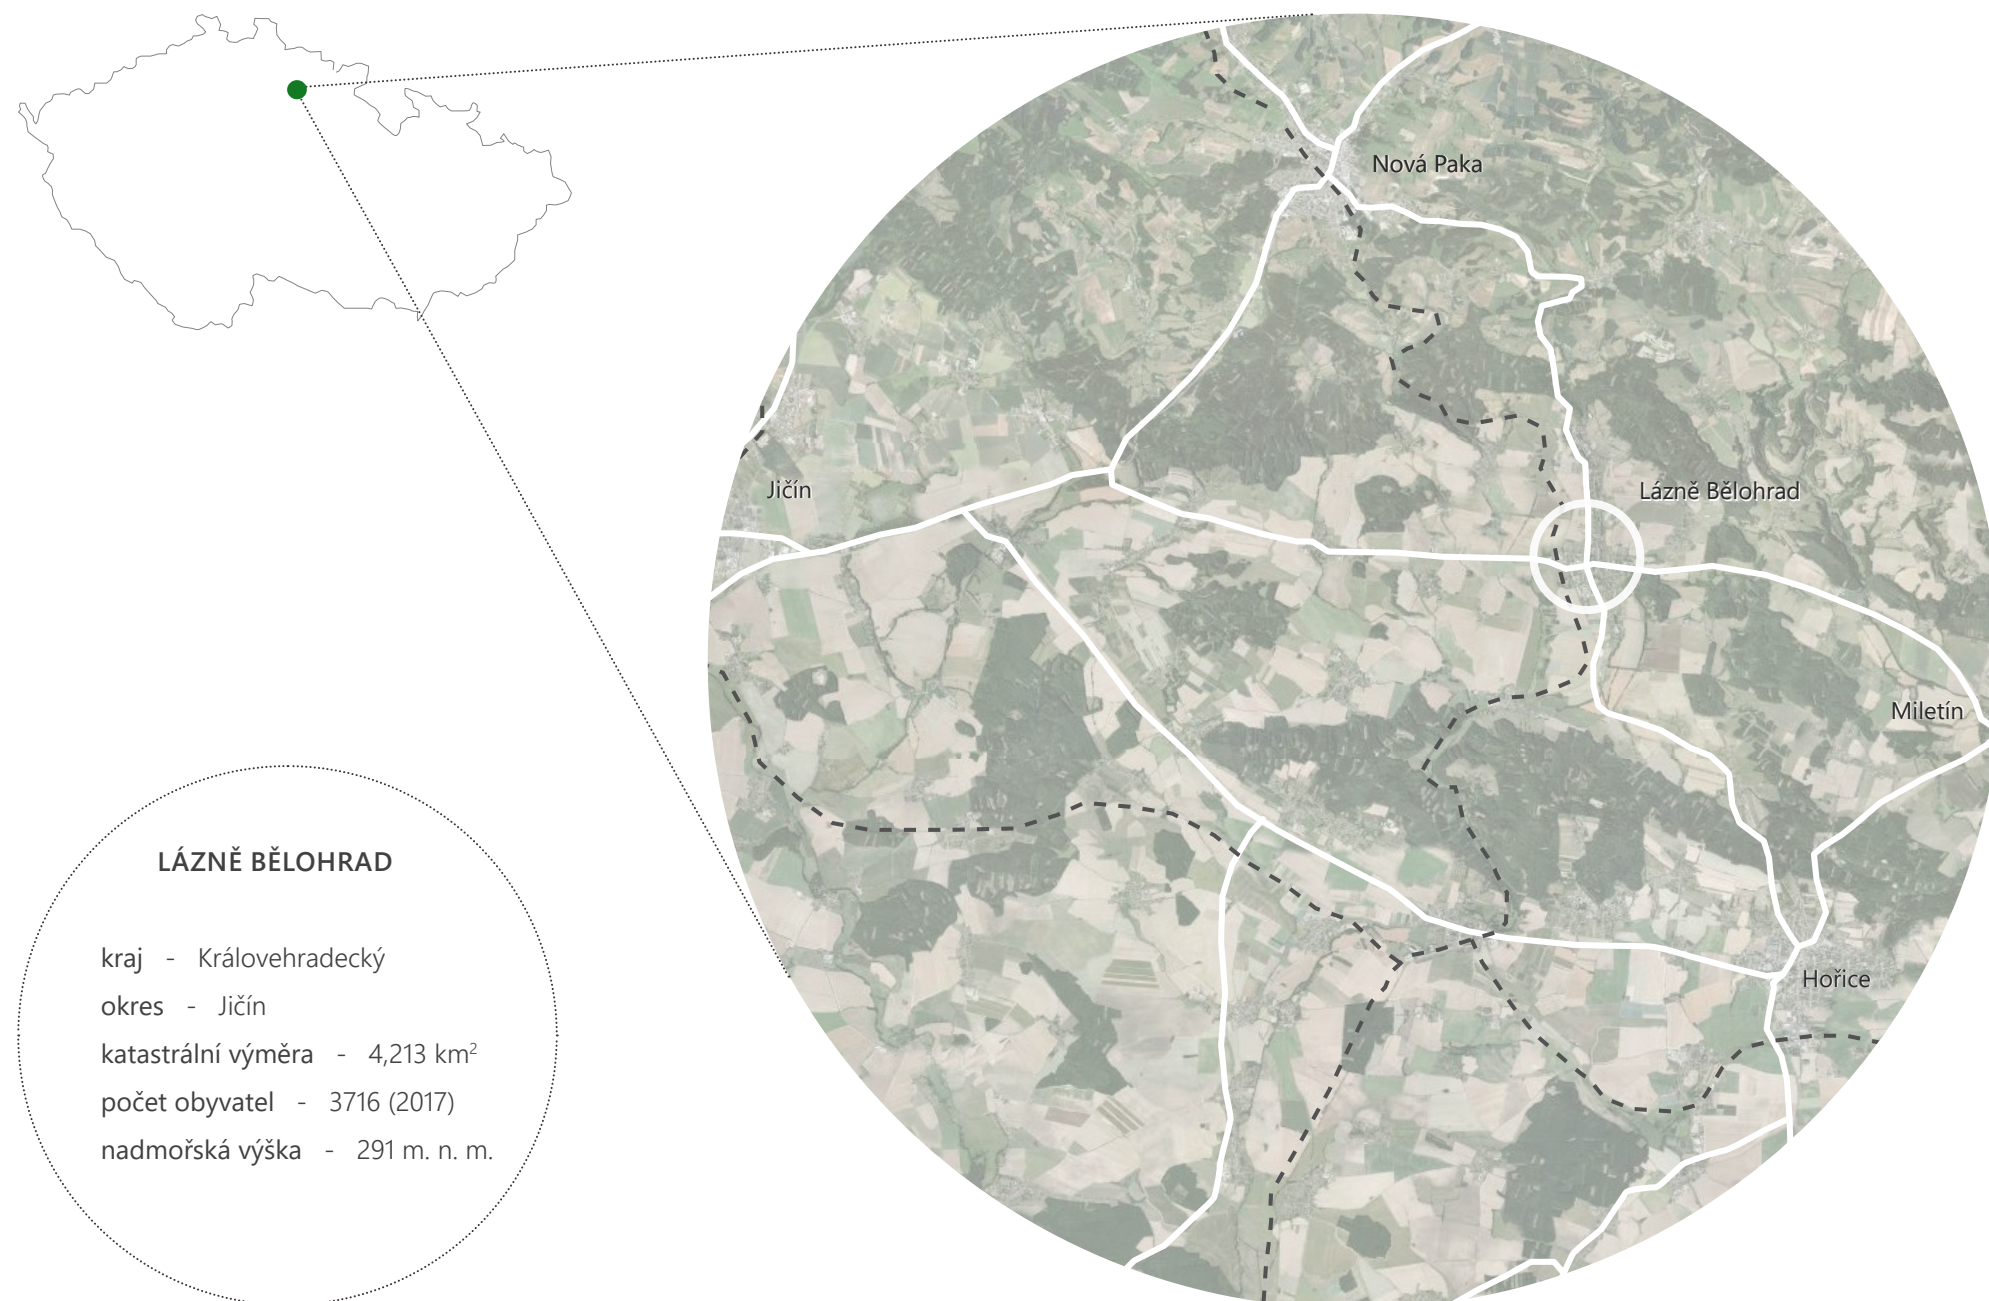 Nová Paka
Jičín
Lázně Bělohrad
Miletín
Hořice
LÁZNĚ BĚLOHRAD
kraj - Královehradecký
okres - Jičín
katastrální výměra - 4,213 km²
počet obyvatel - 3716 (2017)
nadmořská výška - 291 m. n. m.